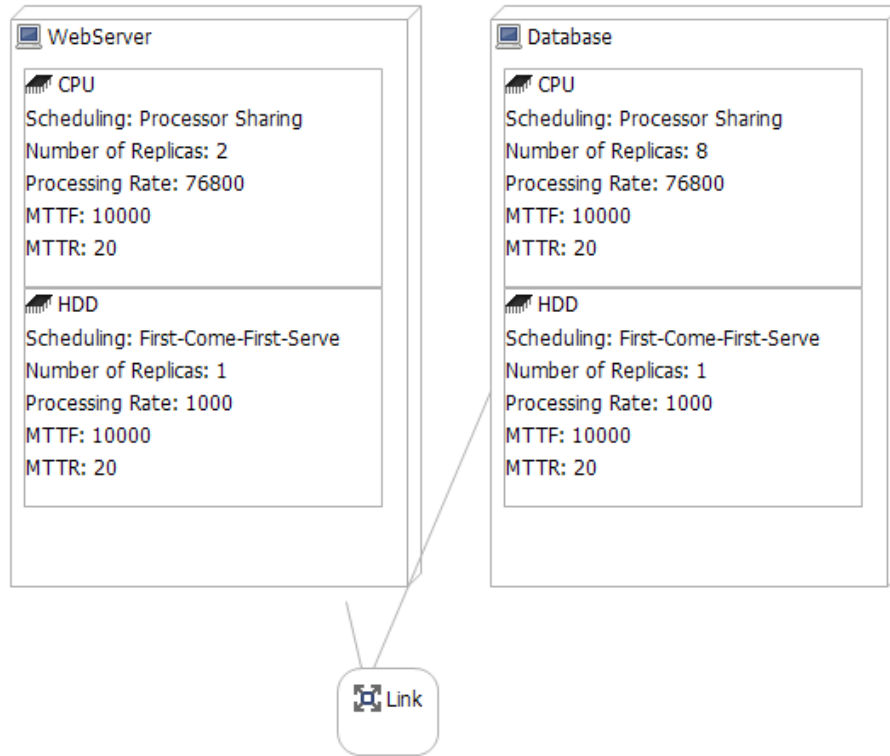 WebServer
CPU
Scheduling: Processor Sharing
Number of Replicas: 2
Processing Rate: 76800
MTTF: 10000
MTTR: 20
HDD
Scheduling: First-Come-First-Serve
Number of Replicas: 1
Processing Rate: 1000
MTTF: 10000
MTTR: 20
Database
CPU
Scheduling: Processor Sharing
Number of Replicas: 8
Processing Rate: 76800
MTTF: 10000
MTTR: 20
HDD
Scheduling: First-Come-First-Serve
Number of Replicas: 1
Processing Rate: 1000
MTTF: 10000
MTTR: 20
Link